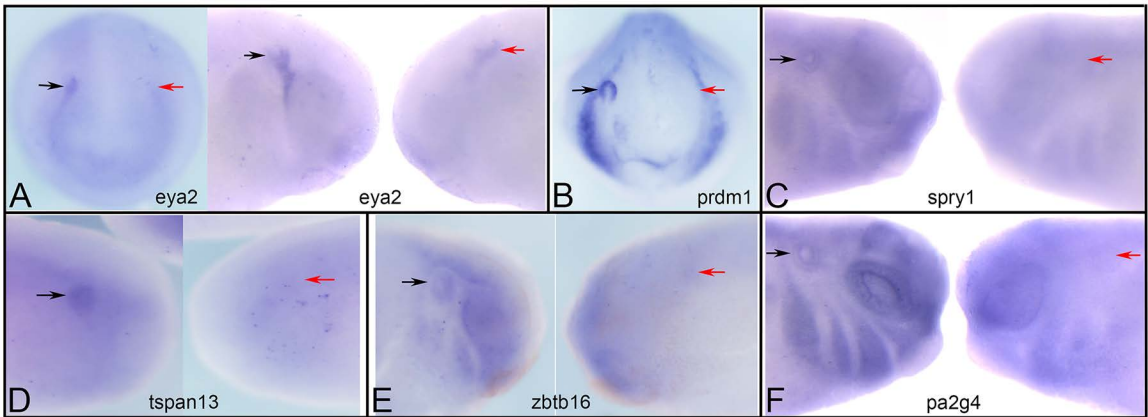 A
eya2
eya2
B
prdm1
C
spry1
D
tspan13
E
zbtb16
F
pa2g4